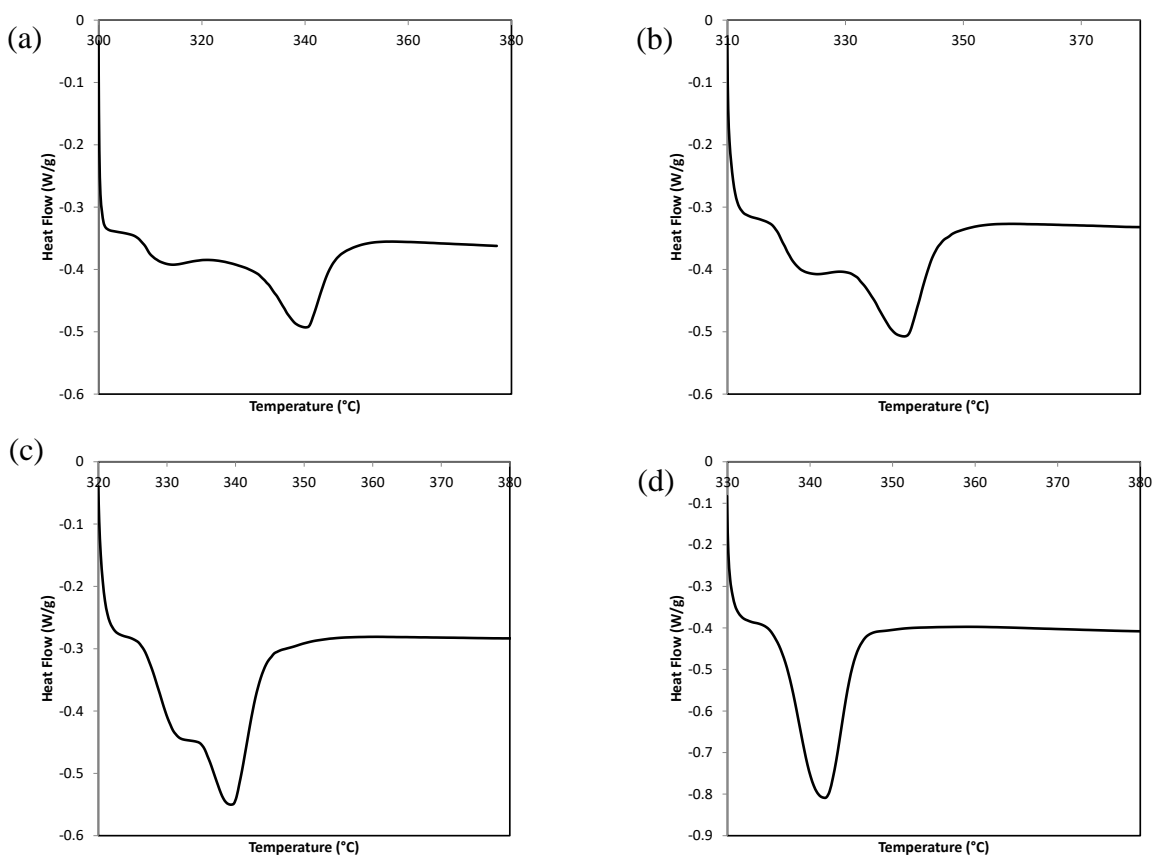 (a)
0
300 320 340 360 380
-0.1
-0.2
-0.3
-0.4
-0.5
-0.6
Heat Flow (W/g)
Temperature (°C)
(b)
0
310 330 350 370
-0.1
-0.2
-0.3
-0.4
-0.5
-0.6
Heat Flow (W/g)
Temperature (°C)
(c)
0
320 330 340 350 360 370 380
-0.1
-0.2
-0.3
-0.4
-0.5
-0.6
Heat Flow (W/g)
Temperature (°C)
(d)
0
330 340 350 360 370 380
-0.1
-0.2
-0.3
-0.4
-0.5
-0.6
-0.7
-0.8
-0.9
Heat Flow (W/g)
Temperature (°C)